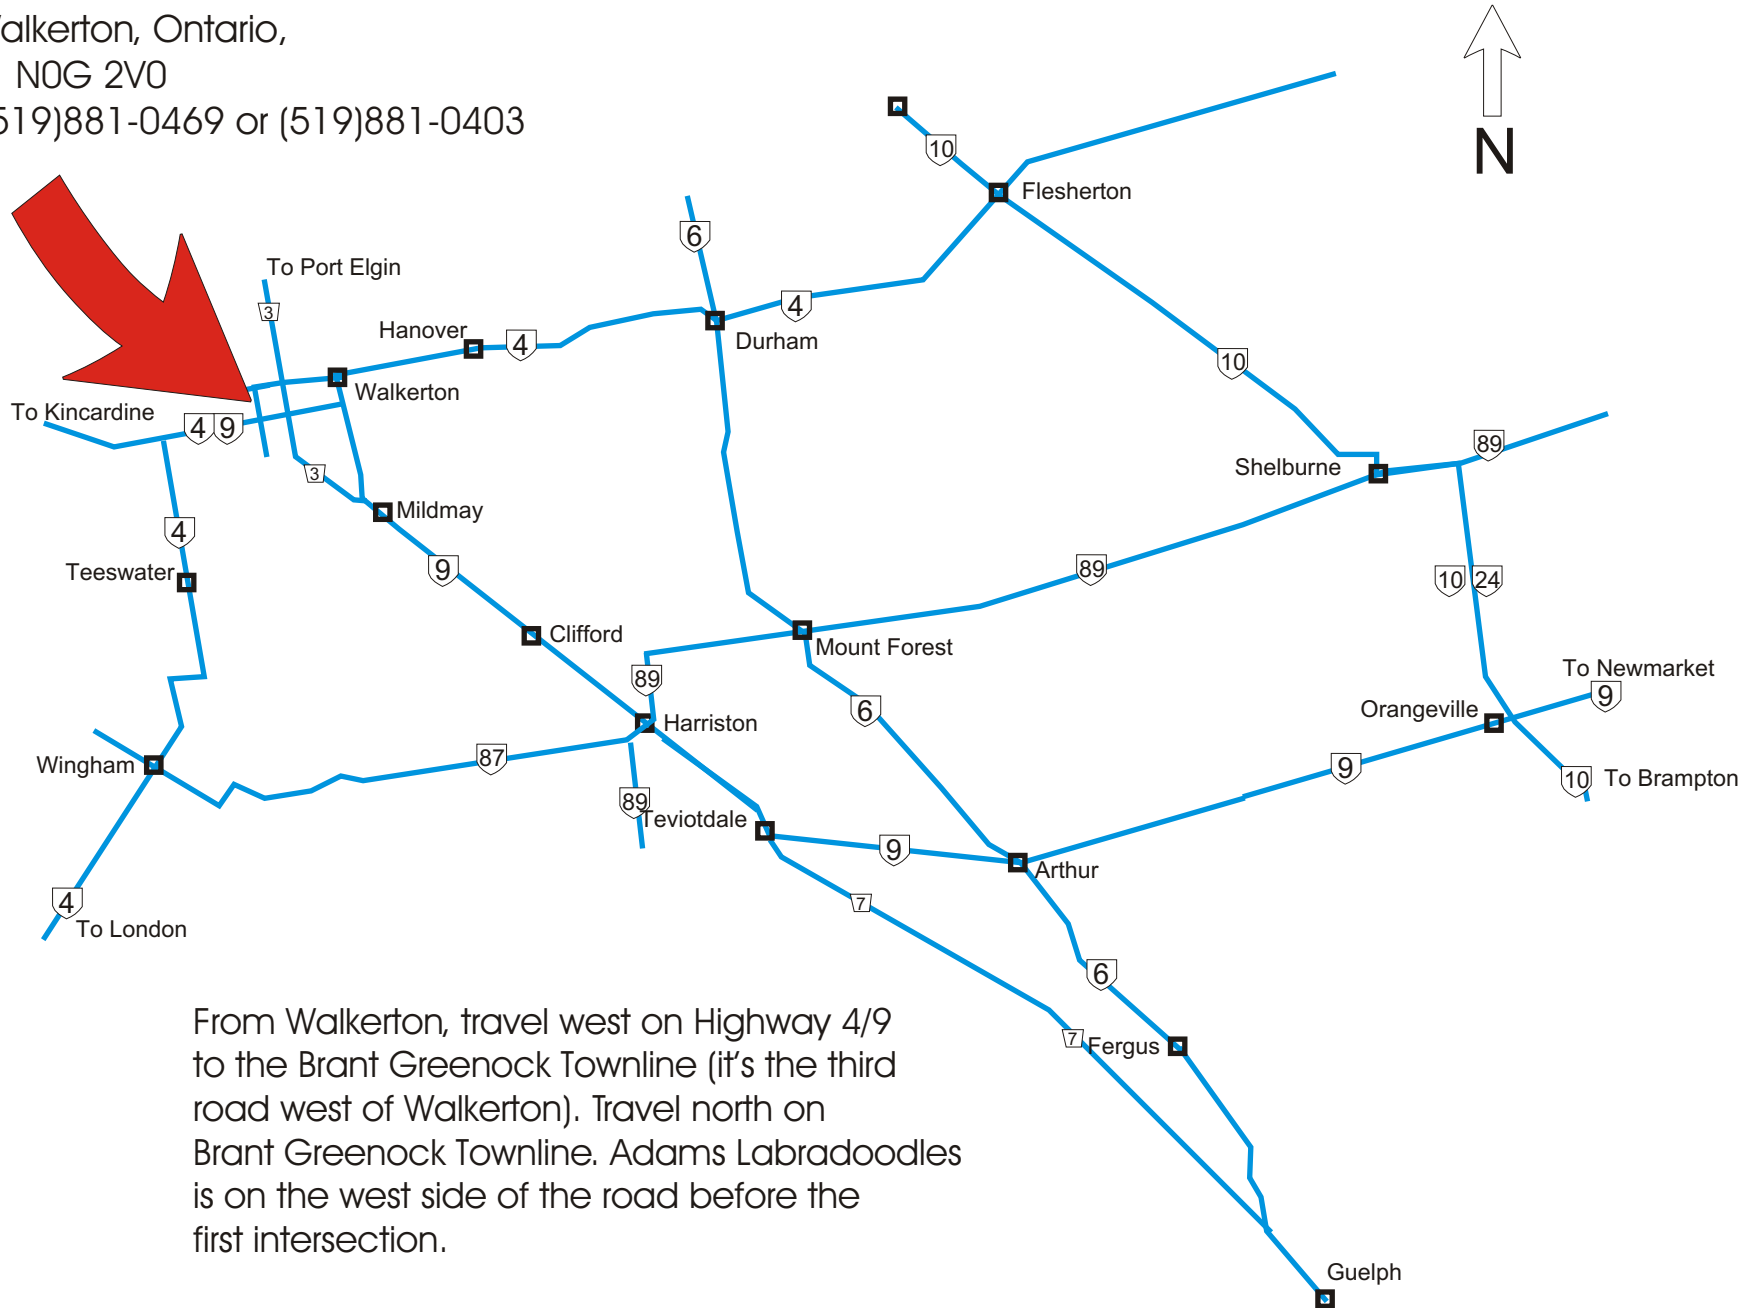 alkerton, Ontario,
N0G 2V0
519)881-0469 or (519)881-0403
N
10
Flesherton
6
To Port Elgin
3
4
Hanover
4
Durham
10
Walkerton
To Kincardine
4 9
89
Shelburne
3
Mildmay
4
9
89
Teeswater
10 24
Clifford
Mount Forest
89
To Newmarket
9
6
Orangeville
Harriston
Wingham
87
9
10
To Brampton
89
Teviotdale
9
Arthur
4
7
To London
6
From Walkerton, travel west on Highway 4/9
to the Brant Greenock Townline (it's the third
road west of Walkerton). Travel north on
Brant Greenock Townline. Adams Labradoodles
is on the west side of the road before the
first intersection.
7
Fergus
Guelph